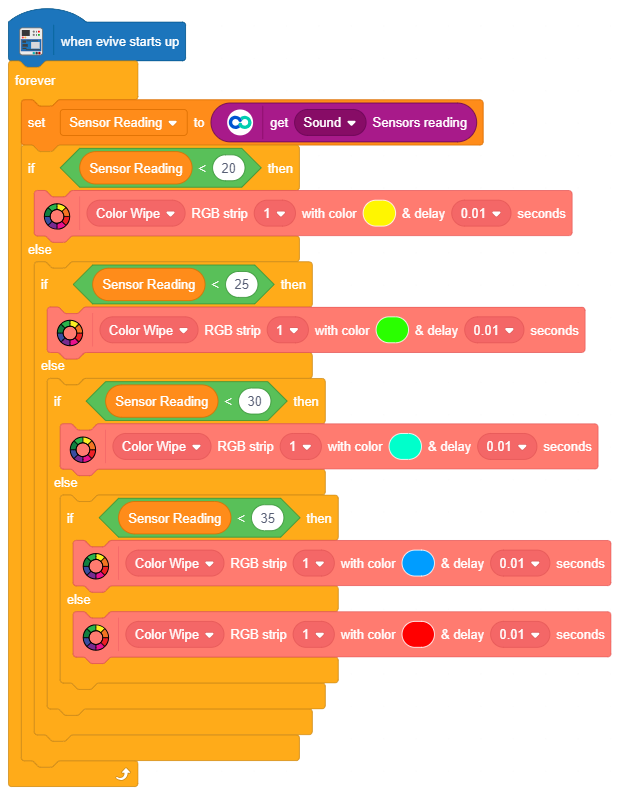 when evive starts up
forever
set Sensor Reading to get Sound Sensors reading
if Sensor Reading < 20 then
Color Wipe RGB strip 1 with color & delay 0.01 seconds
else
if Sensor Reading < 25 then
Color Wipe RGB strip 1 with color & delay 0.01 seconds
else
if Sensor Reading < 30 then
Color Wipe RGB strip 1 with color & delay 0.01 seconds
else
if Sensor Reading < 35 then
Color Wipe RGB strip 1 with color & delay 0.01 seconds
else
Color Wipe RGB strip 1 with color & delay 0.01 seconds